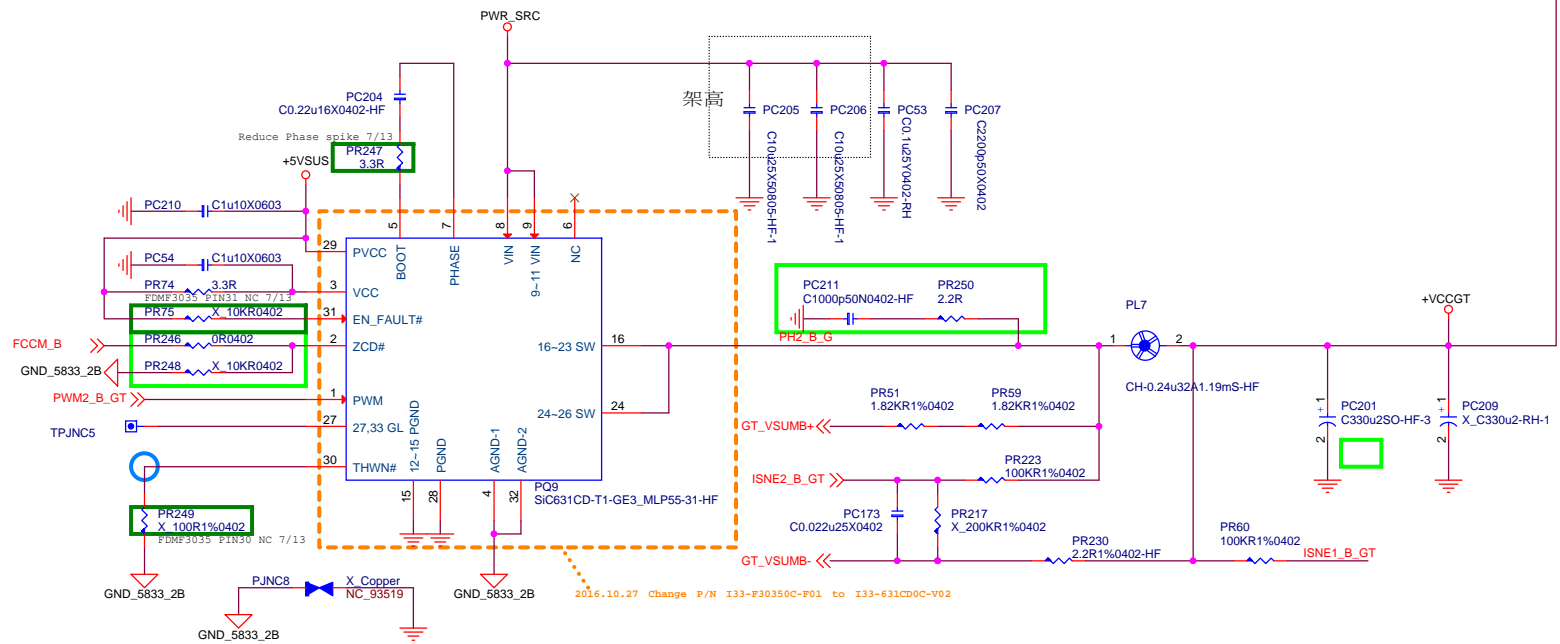 PWR_SRC
PC204
C0.22u16X0402-HF
架高
PC205
C10u25X50805-HF-1
PC206
C10u25X50805-HF-1
PC53
C0.1u25Y0402-RH
PC207
C2200p50X0402
Reduce Phase spike 7/13
PR247
3.3R
+5VSUS
PC210
C1u10X0603
5
7
8
9
6
29
PVCC
BOOT
PHASE
VIN
9~11 VIN
NC
PC54
C1u10X0603
PR74
3.3R
3
VCC
FDMF3035 PIN31 NC 7/13
PR75
X_10KR0402
31
EN_FAULT#
FCCM_B
PR246
0R0402
2
ZCD#
GND_5833_2B
PR248
X_10KR0402
PWM2_B_GT
1
PWM
TPJNC5
27
27,33 GL
30
THWN#
16~23 SW
16
24~26 SW
24
12~15 PGND
PGND
AGND-1
AGND-2
15
28
4
32
PQ9
SiC631CD-T1-GE3_MLP55-31-HF
PR249
X_100R1%0402
FDMF3035 PIN30 NC 7/13
GND_5833_2B
PJNC8
X_Copper
NC_93519
GND_5833_2B
GND_5833_2B
2016.10.27 Change P/N I33-F30350C-F01 to I33-631CD0C-V02
PC211
C1000p50N0402-HF
PR250
2.2R
PH2_B_G
PL7
1
2
CH-0.24u32A1.19mS-HF
+VCCGT
PR51
1.82KR1%0402
PR59
1.82KR1%0402
GT_VSUMB+
PR223
100KR1%0402
ISNE2_B_GT
PC173
C0.022u25X0402
PR217
X_200KR1%0402
PR230
2.2R1%0402-HF
GT_VSUMB-
PR60
100KR1%0402
ISNE1_B_GT
+
1
2
PC201
C330u2SO-HF-3
+
1
2
PC209
X_C330u2-RH-1